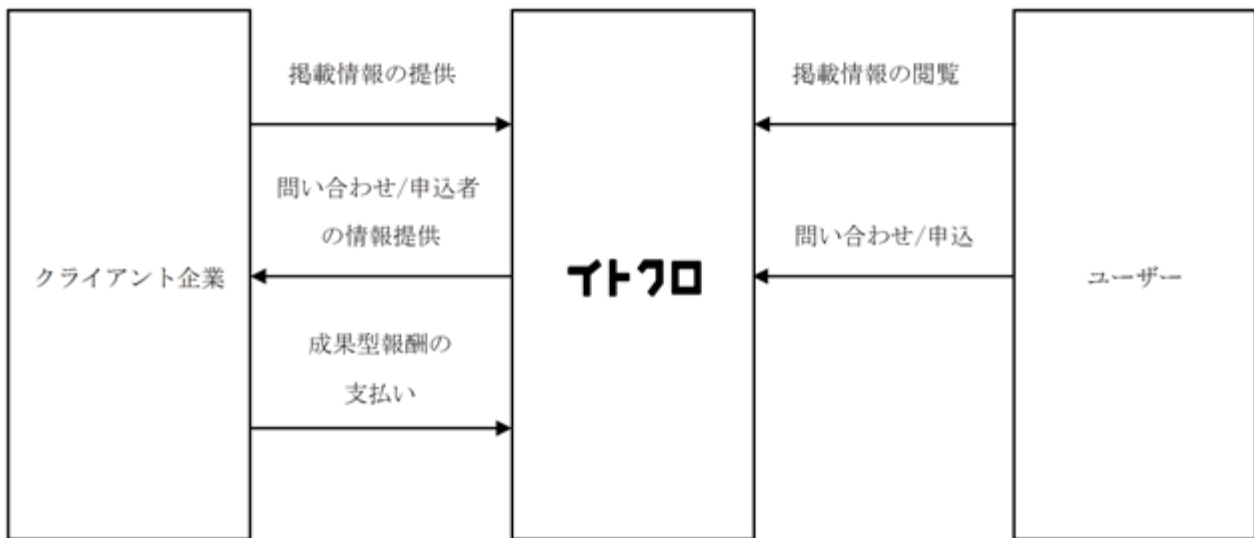 掲載情報の提供
掲載情報の閲覧
問い合わせ/申込者
の情報提供
問い合わせ/申込
クライアント企業
イトクロ
ユーザー
成果型報酬の
支払い